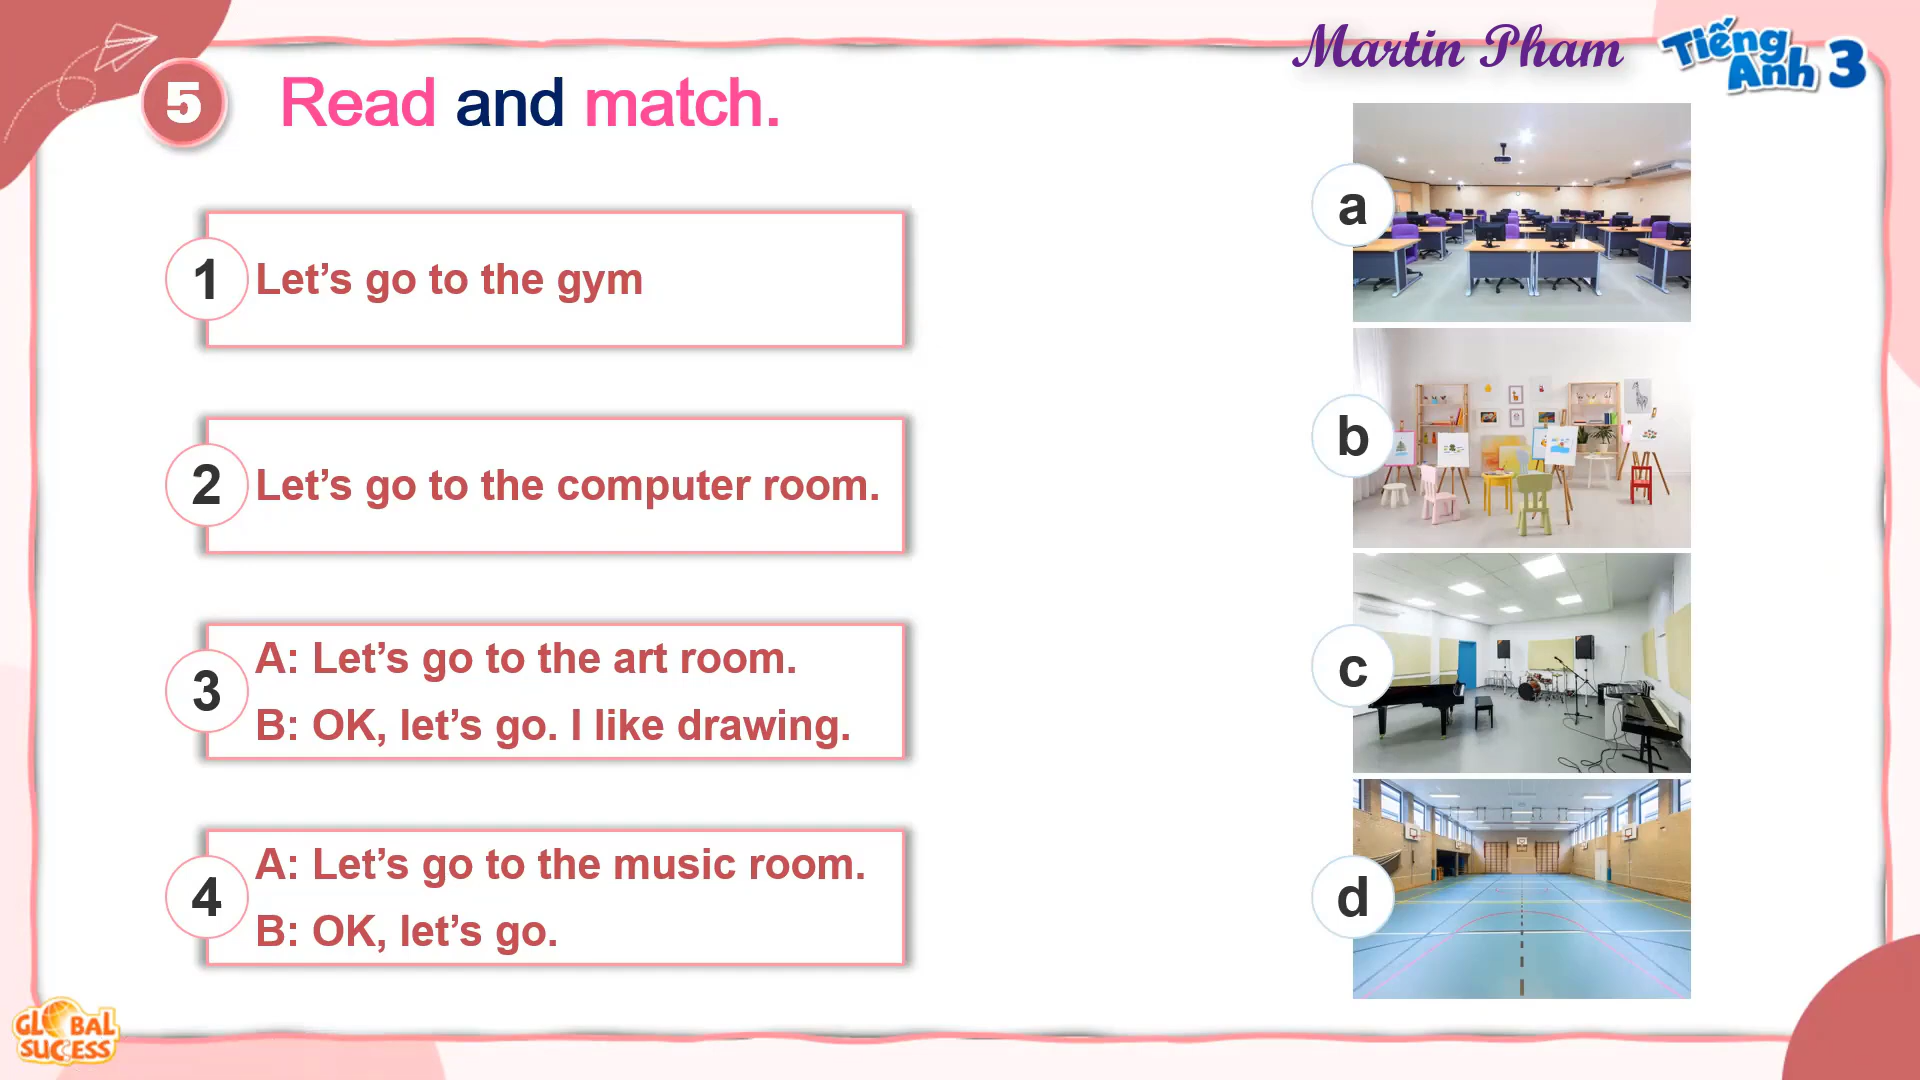 Martin Pham
Tiếng Anh 3
5 Read and match.
1 Let’s go to the gym
2 Let’s go to the computer room.
3 A: Let’s go to the art room.
B: OK, let’s go. I like drawing.
4 A: Let’s go to the music room.
B: OK, let’s go.
a
b
c
d
GLOBAL
SUCCESS